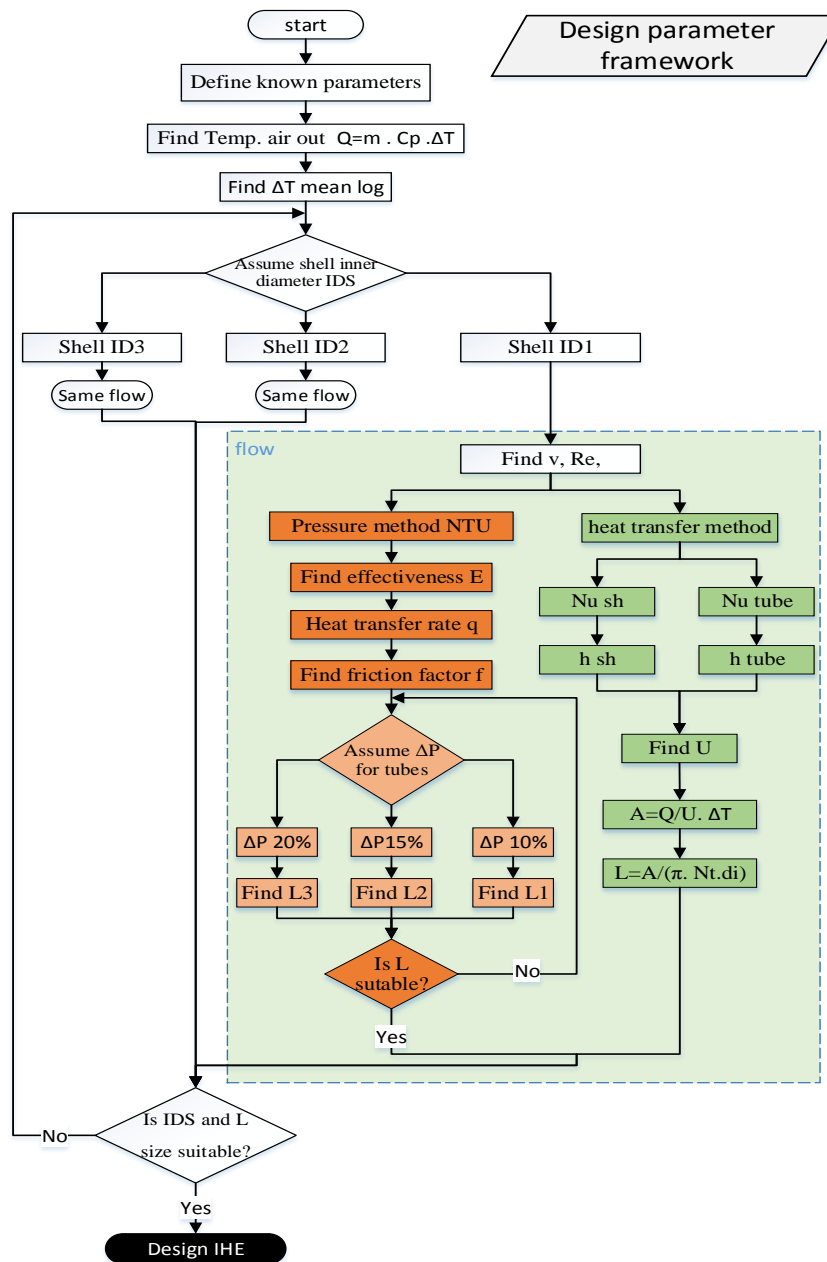 start
Design parameter
framework
Define known parameters
Find Temp. air out Q=m . Cp .ΔT
Find ΔT mean log
Assume shell inner
diameter IDS
Shell ID3
Shell ID2
Shell ID1
Same flow
Same flow
flow
Find v, Re,
Pressure method NTU
heat transfer method
Find effectiveness E
Nu sh
Nu tube
Heat transfer rate q
h sh
h tube
Find friction factor f
Assume ΔP
for tubes
Find U
ΔP 20%
ΔP15%
ΔP 10%
A=Q/U. ΔT
Find L3
Find L2
Find L1
L=A/(π. Nt.di)
Is L
sutable?
No
Yes
Is IDS and L
size suitable?
No
Yes
Design IHE